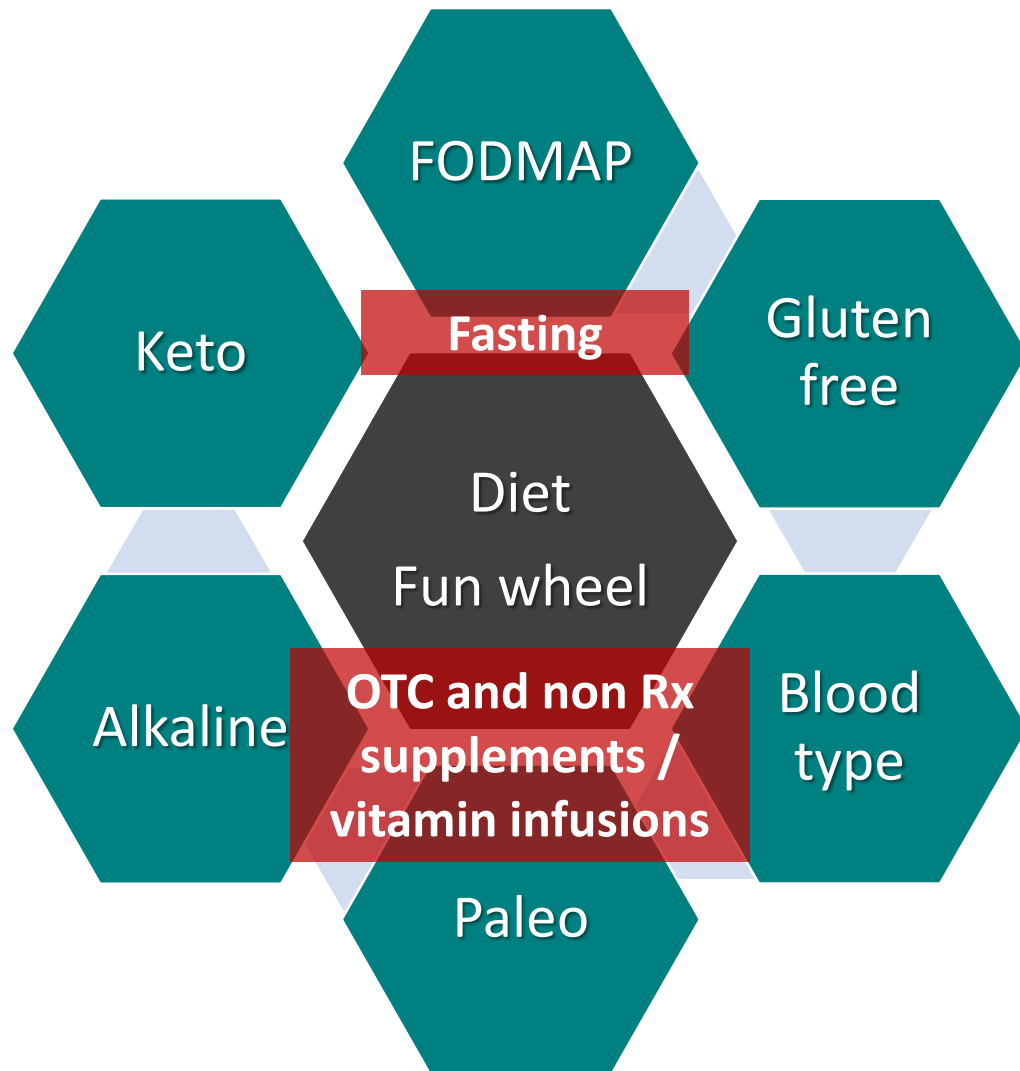 FODMAP
Keto
Fasting
Gluten
free
Diet
Fun wheel
Alkaline
OTC and non Rx
supplements /
vitamin infusions
Blood
type
Paleo